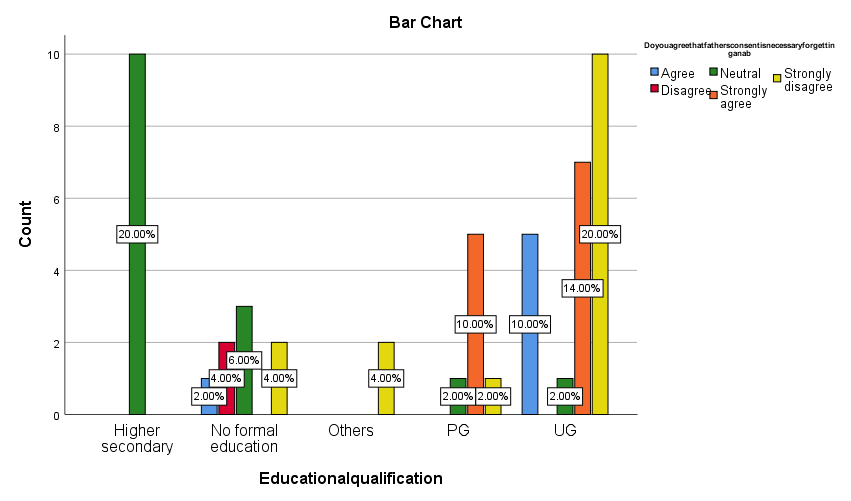 Bar Chart
Doyouagreethatfathersconsentisnecessaryforgettin
ganab
Agree
Neutral
Strongly
disagree
Disagree
Strongly
agree
Count
10
8
6
4
2
0
20.00%
2.00%
4.00%
6.00%
4.00%
4.00%
2.00%
10.00%
2.00%
10.00%
2.00%
14.00%
20.00%
Higher
secondary
No formal
education
Others
PG
UG
Educationalqualification